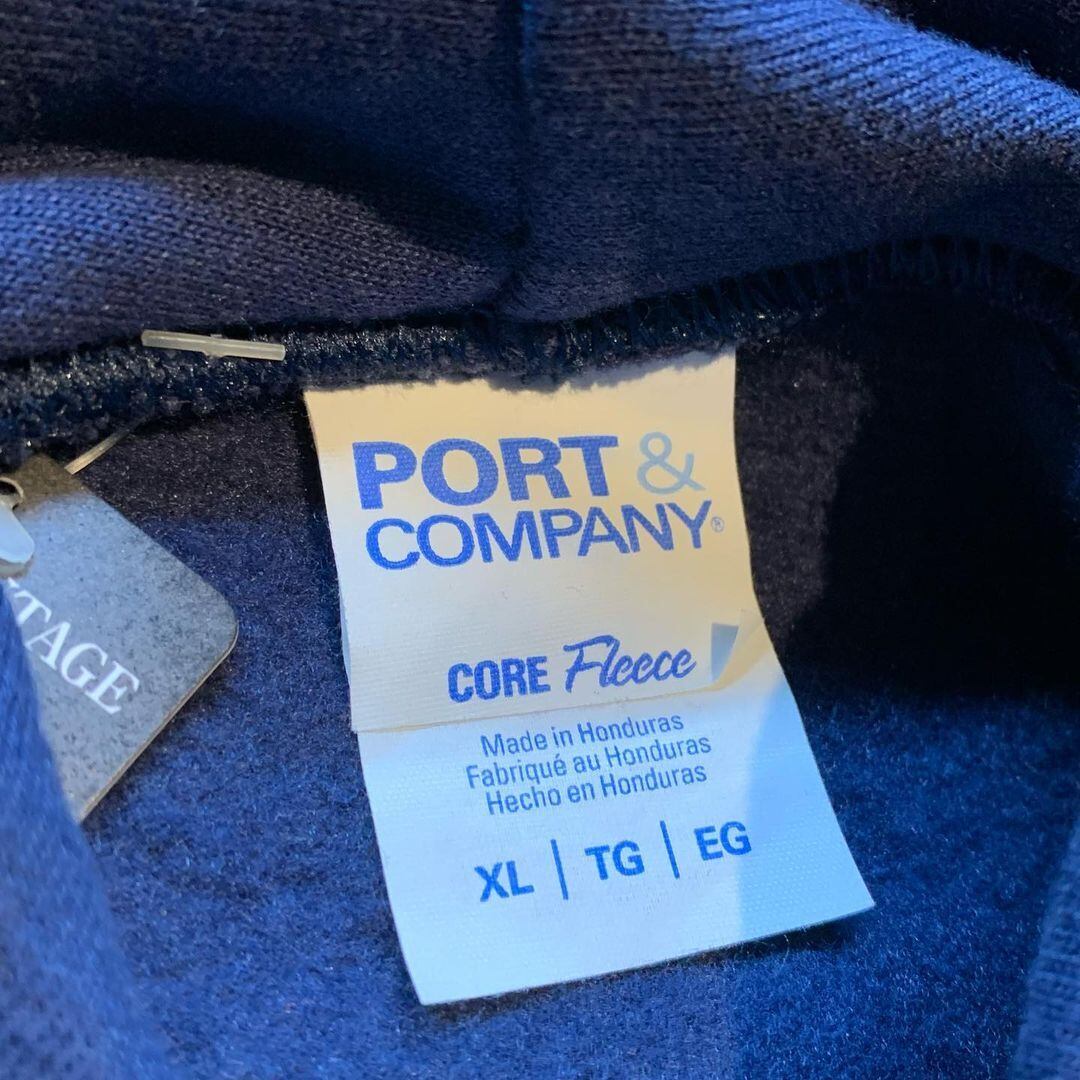 PORT &
COMPANY®
CORE Fleece
Made in Honduras
Fabriqué au Honduras
Hecho en Honduras
XL | TG | EG